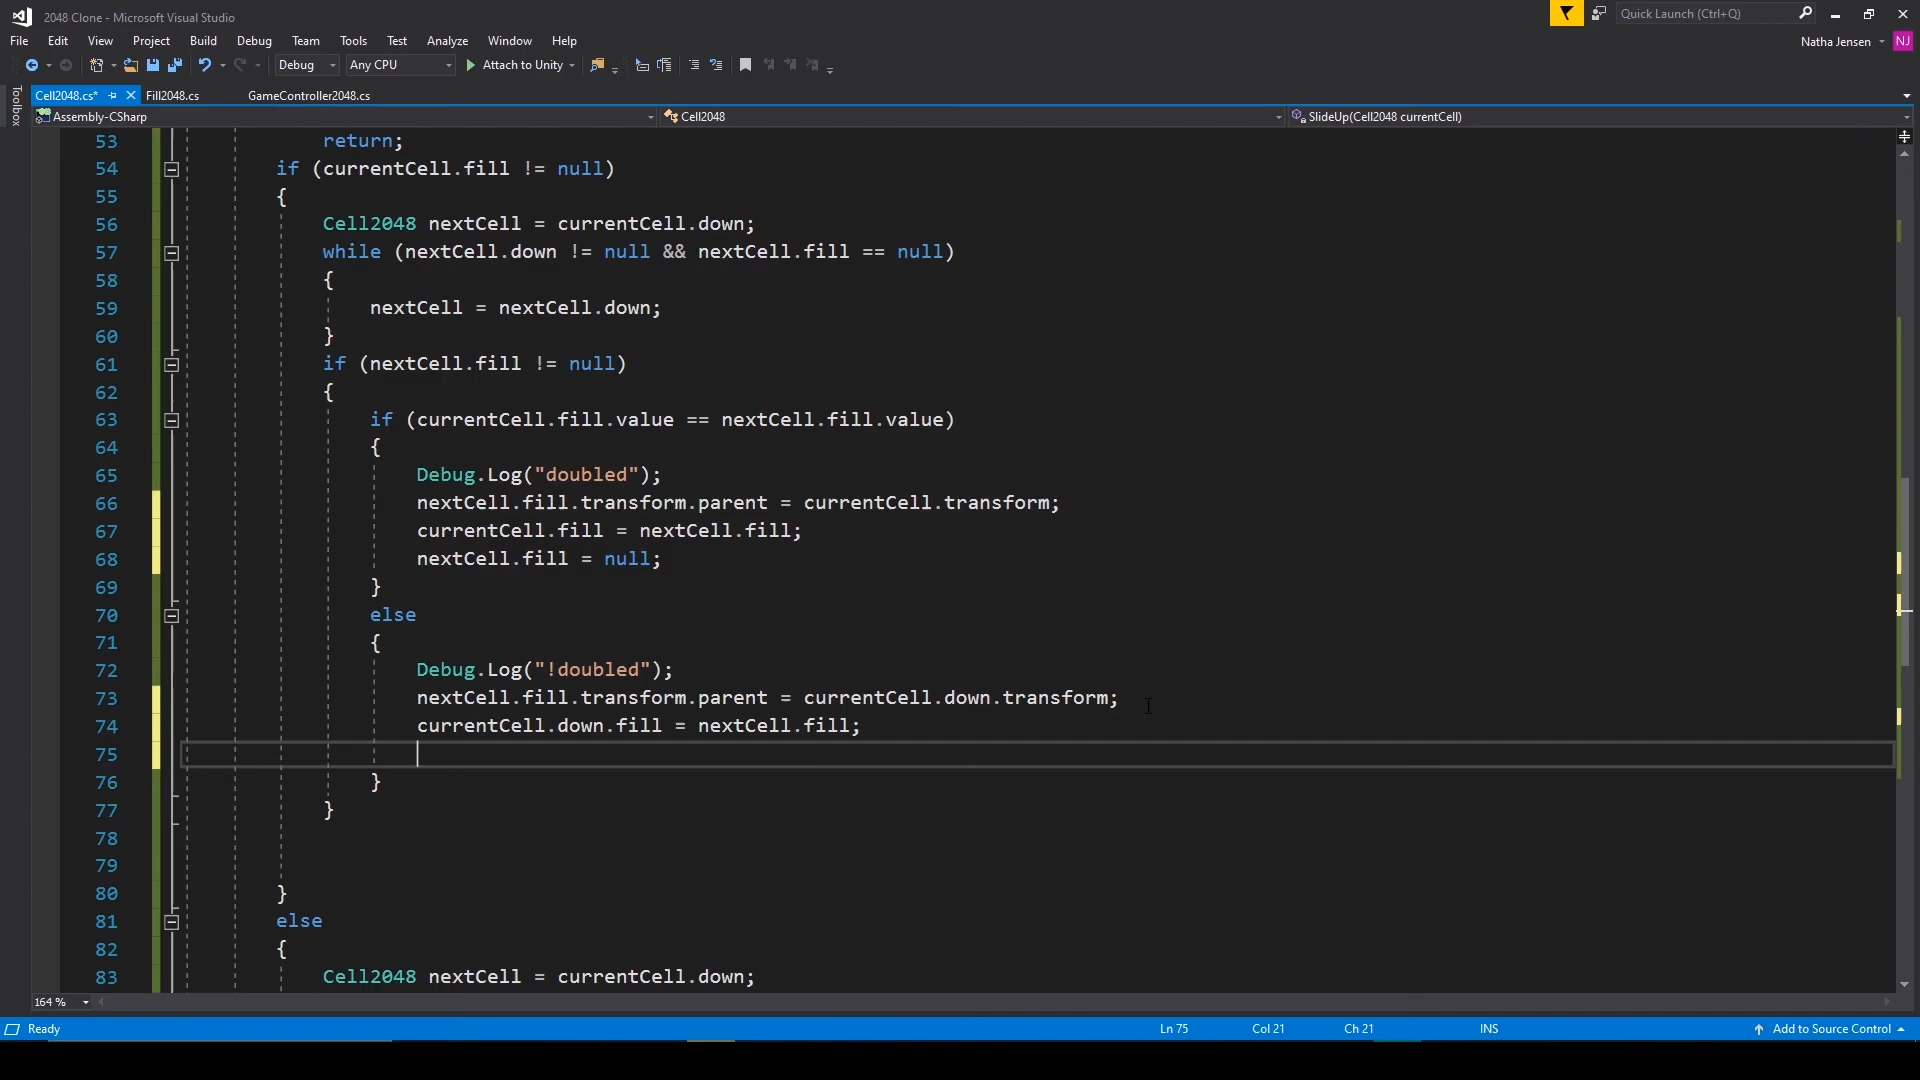 2048 Clone - Microsoft Visual Studio
Quick Launch (Ctrl+Q)
File Edit View Project Build Debug Team Tools Test Analyze Window Help
Natha Jensen NJ
Debug Any CPU Attach to Unity
Toolbox
Cell2048.cs* Fill2048.cs GameController2048.cs
Assembly-CSharp Cell2048 SlideUp(Cell2048 currentCell)
53 return;
54 if (currentCell.fill != null)
55 {
56 Cell2048 nextCell = currentCell.down;
57 while (nextCell.down != null && nextCell.fill == null)
58 {
59 nextCell = nextCell.down;
60 }
61 if (nextCell.fill != null)
62 {
63 if (currentCell.fill.value == nextCell.fill.value)
64 {
65 Debug.Log("doubled");
66 nextCell.fill.transform.parent = currentCell.transform;
67 currentCell.fill = nextCell.fill;
68 nextCell.fill = null;
69 }
70 else
71 {
72 Debug.Log("!doubled");
73 nextCell.fill.transform.parent = currentCell.down.transform;
74 currentCell.down.fill = nextCell.fill;
75
76 }
77 }
78
79
80 }
81 else
82 {
83 Cell2048 nextCell = currentCell.down;
164 %
Ready Ln 75 Col 21 Ch 21 INS Add to Source Control